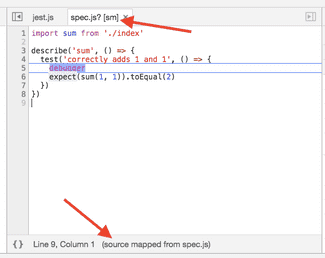 jest.js spec.js? [sm] ×
1 import sum from './index'
2
3 describe('sum', () => {
4 test('correctly adds 1 and 1', () => {
5 debugger
6 expect(sum(1, 1)).toEqual(2)
7 })
8 })
9
{} Line 9, Column 1 (source mapped from spec.js)